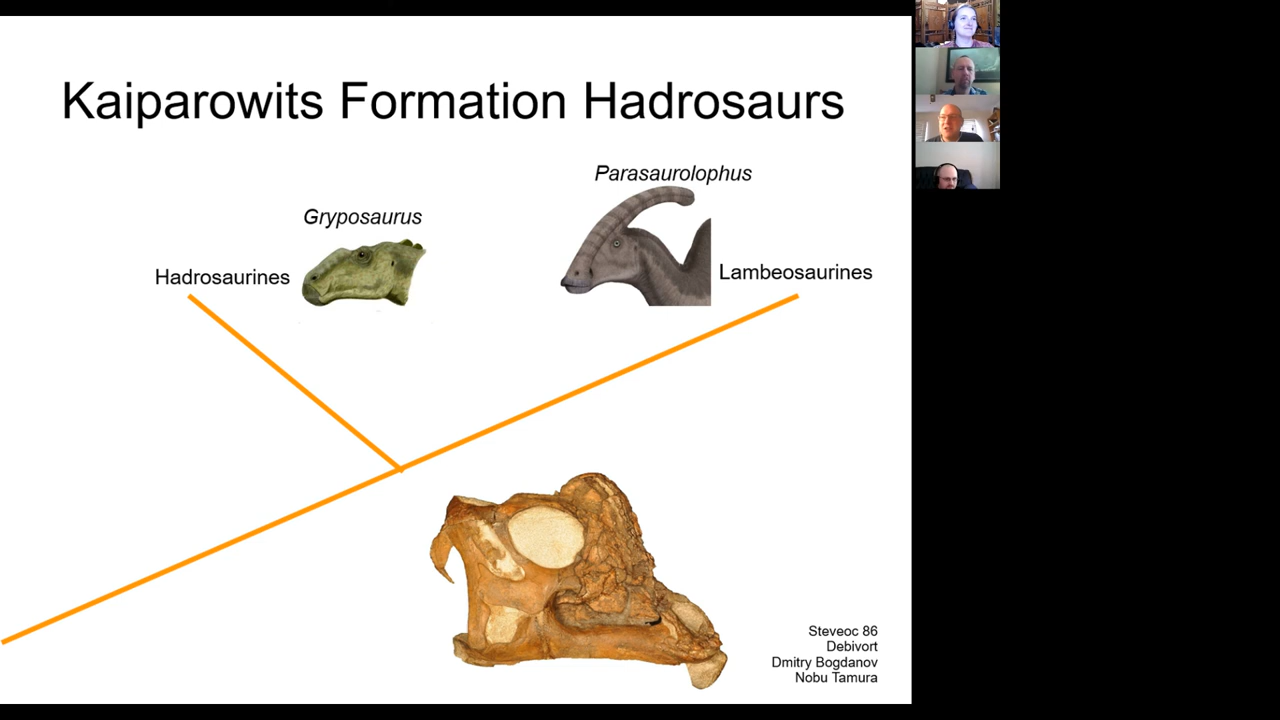 Kaiparowits Formation Hadrosaurs
Parasaurolophus
Gryposaurus
Hadrosaurines
Lambeosaurines
Steveoc 86
Debivort
Dmitry Bogdanov
Nobu Tamura